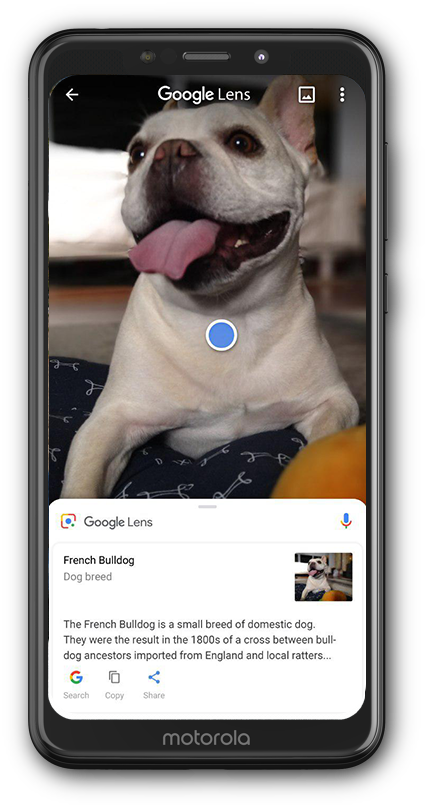 Google Lens
Google Lens
French Bulldog
Dog breed
The French Bulldog is a small breed of domestic dog.
They were the result in the 1800s of a cross between bull-
dog ancestors imported from England and local ratters...
Search Copy Share
motorola